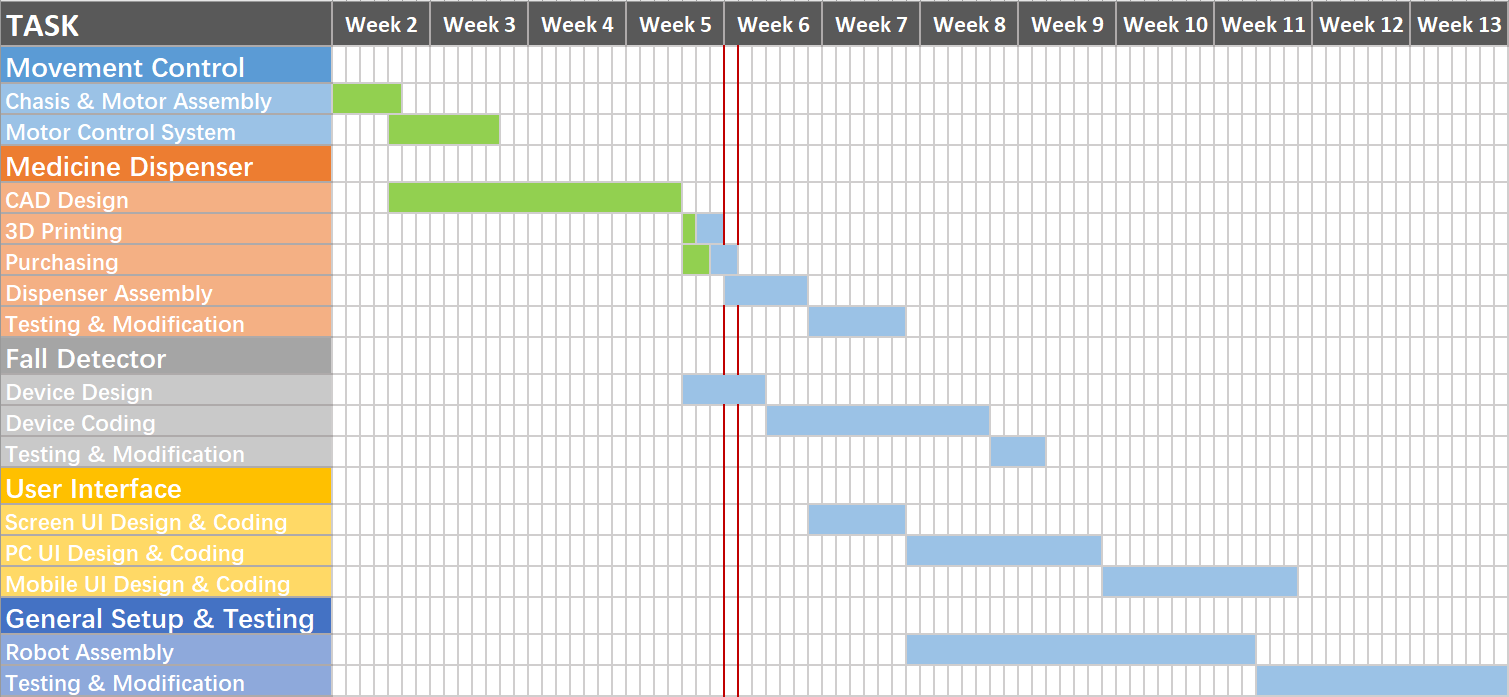 TASK Week 2 Week 3 Week 4 Week 5 Week 6 Week 7 Week 8 Week 9 Week 10 Week 11 Week 12 Week 13
Movement Control
Chasis & Motor Assembly
Motor Control System
Medicine Dispenser
CAD Design
3D Printing
Purchasing
Dispenser Assembly
Testing & Modification
Fall Detector
Device Design
Device Coding
Testing & Modification
User Interface
Screen UI Design & Coding
PC UI Design & Coding
Mobile UI Design & Coding
General Setup & Testing
Robot Assembly
Testing & Modification